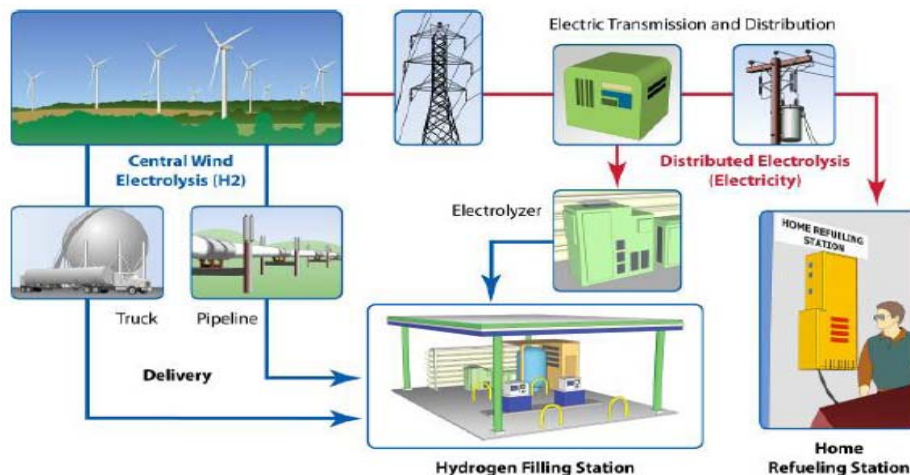 Electric Transmission and Distribution
Central Wind
Electrolysis (H2)
Distributed Electrolysis
(Electricity)
Electrolyzer
HOME REFUELING
STATION
Truck
Pipeline
Delivery
Hydrogen Filling Station
Home
Refueling Station